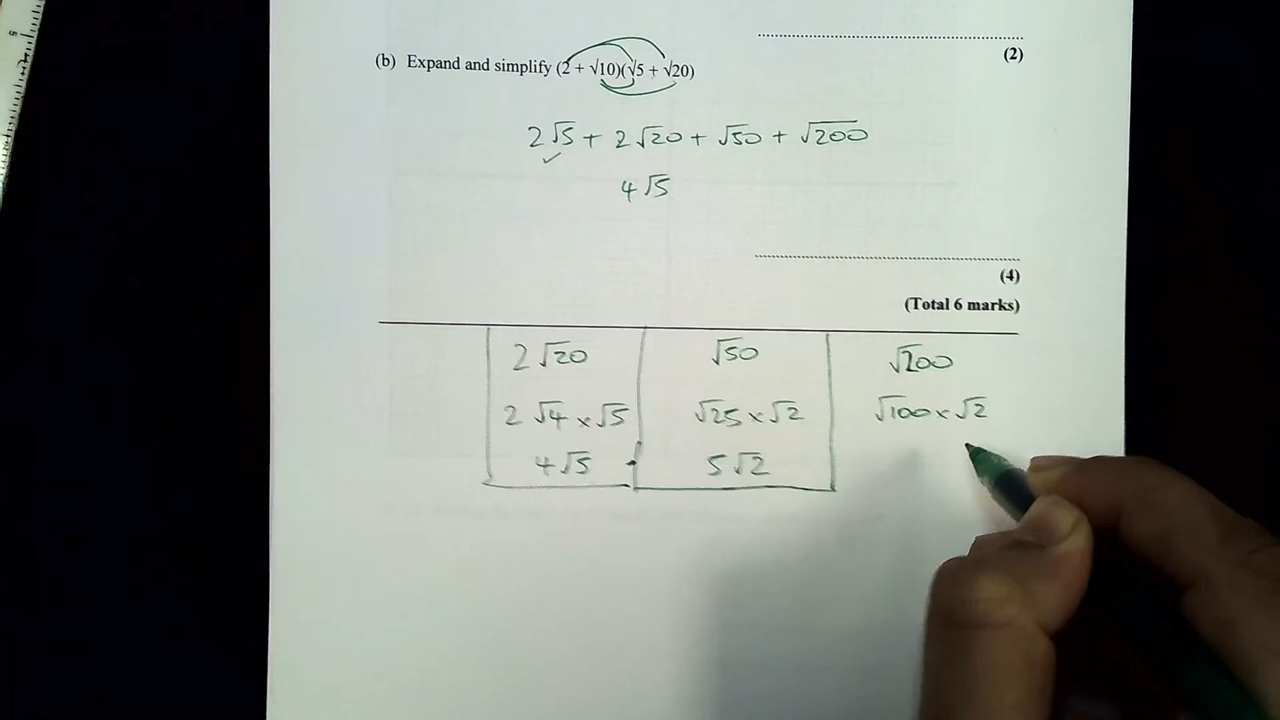 5
(2)
(b) Expand and simplify (2 + √10)(√5 + √20)
2√5 + 2√20 + √50 + √200
✓
4√5
(4)
(Total 6 marks)
2√20 √50 √200
2√4 × √5 √25 × √2 √100 × √2
4√5 5√2